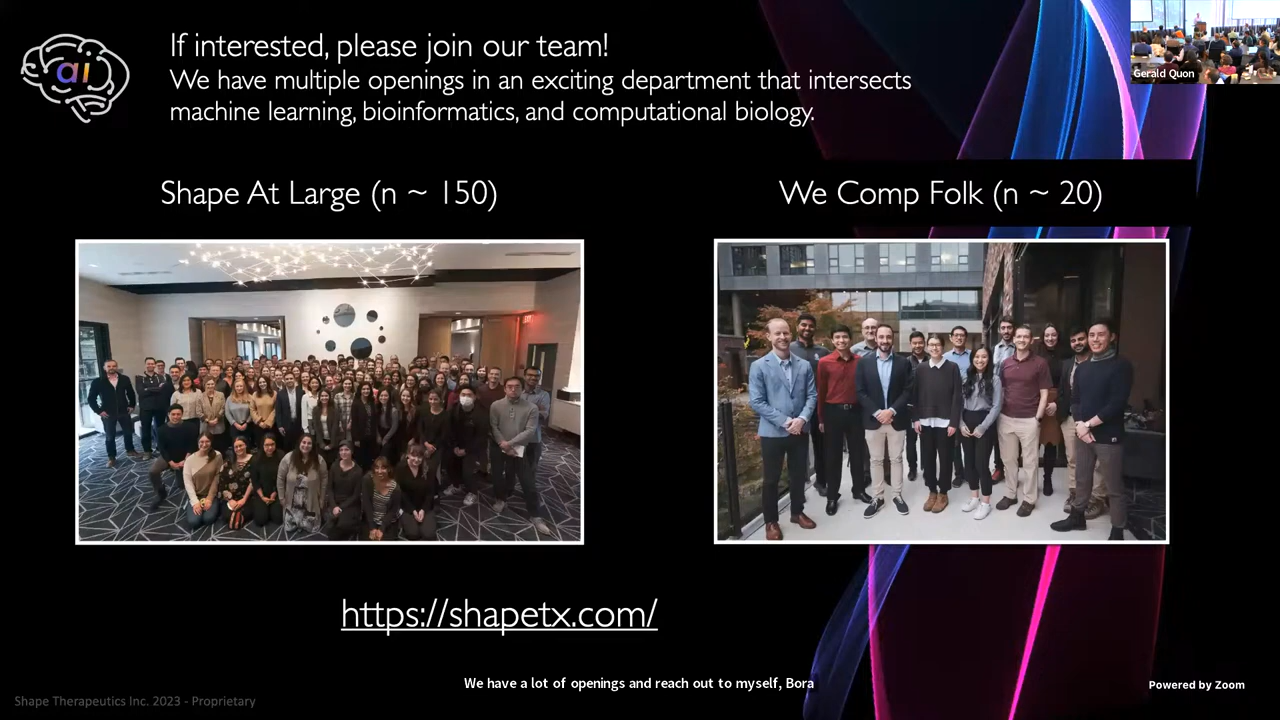 ai
If interested, please join our team!
We have multiple openings in an exciting department that intersects
machine learning, bioinformatics, and computational biology.
Gerald Quon
Shape At Large (n ~ 150)
We Comp Folk (n ~ 20)
https://shapetx.com/
We have a lot of openings and reach out to myself, Bora
Powered by Zoom
Shape Therapeutics Inc. 2023 - Proprietary